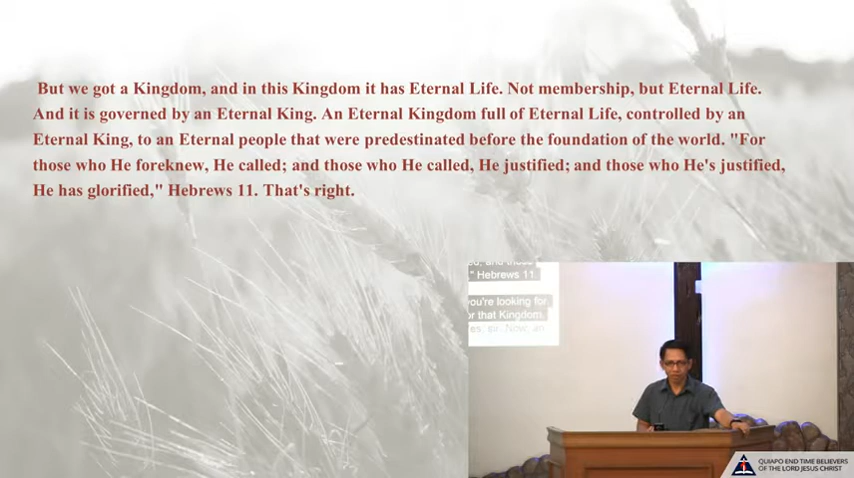 But we got a Kingdom, and in this Kingdom it has Eternal Life. Not membership, but Eternal Life.
And it is governed by an Eternal King. An Eternal Kingdom full of Eternal Life, controlled by an
Eternal King, to an Eternal people that were predestinated before the foundation of the world. "For
those who He foreknew, He called; and those who He called, He justified; and those who He's justified,
He has glorified," Hebrews 11. That's right.
" Hebrews 11.
you're looking for
or that Kingdom.
QUIAPO END TIME BELIEVERS
OF THE LORD JESUS CHRIST